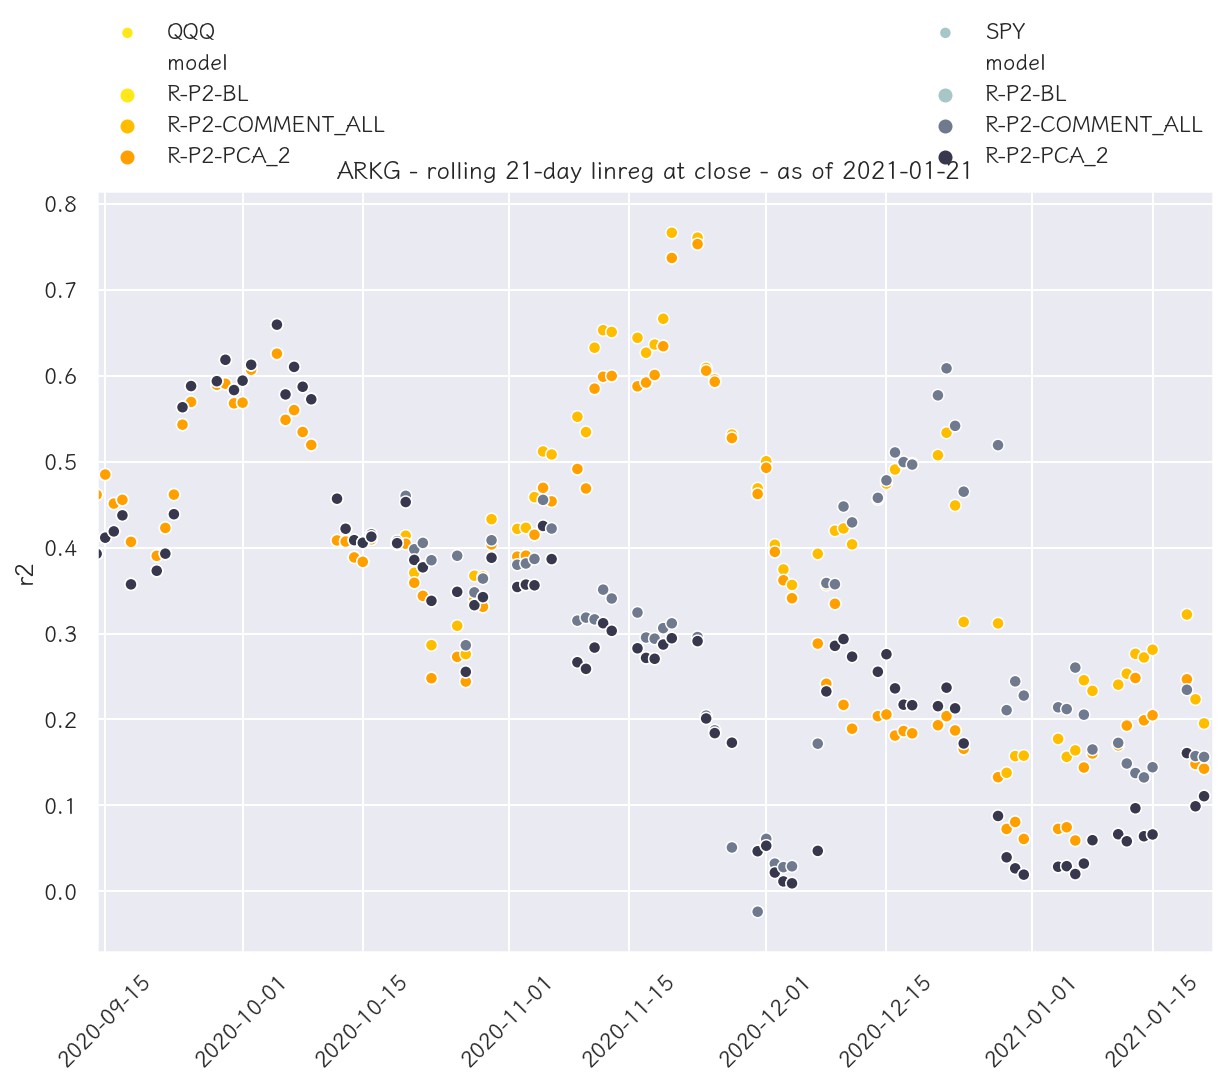 QQQ
model
R-P2-BL
R-P2-COMMENT_ALL
R-P2-PCA_2
SPY
model
R-P2-BL
R-P2-COMMENT_ALL
R-P2-PCA_2
ARKG - rolling 21-day linreg at close - as of 2021-01-21
r2
0.8
0.7
0.6
0.5
0.4
0.3
0.2
0.1
0.0
2020-09-15
2020-10-01
2020-10-15
2020-11-01
2020-11-15
2020-12-01
2020-12-15
2021-01-01
2021-01-15